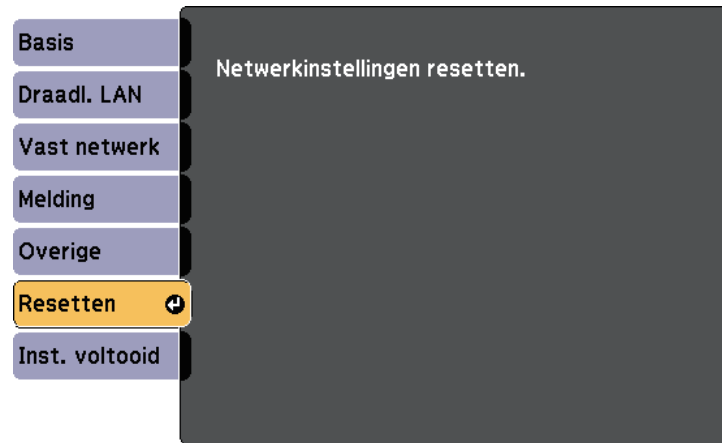 Basis
Netwerkinstellingen resetten.
Draadl. LAN
Vast netwerk
Melding
Overige
Resetten
Inst. voltooid